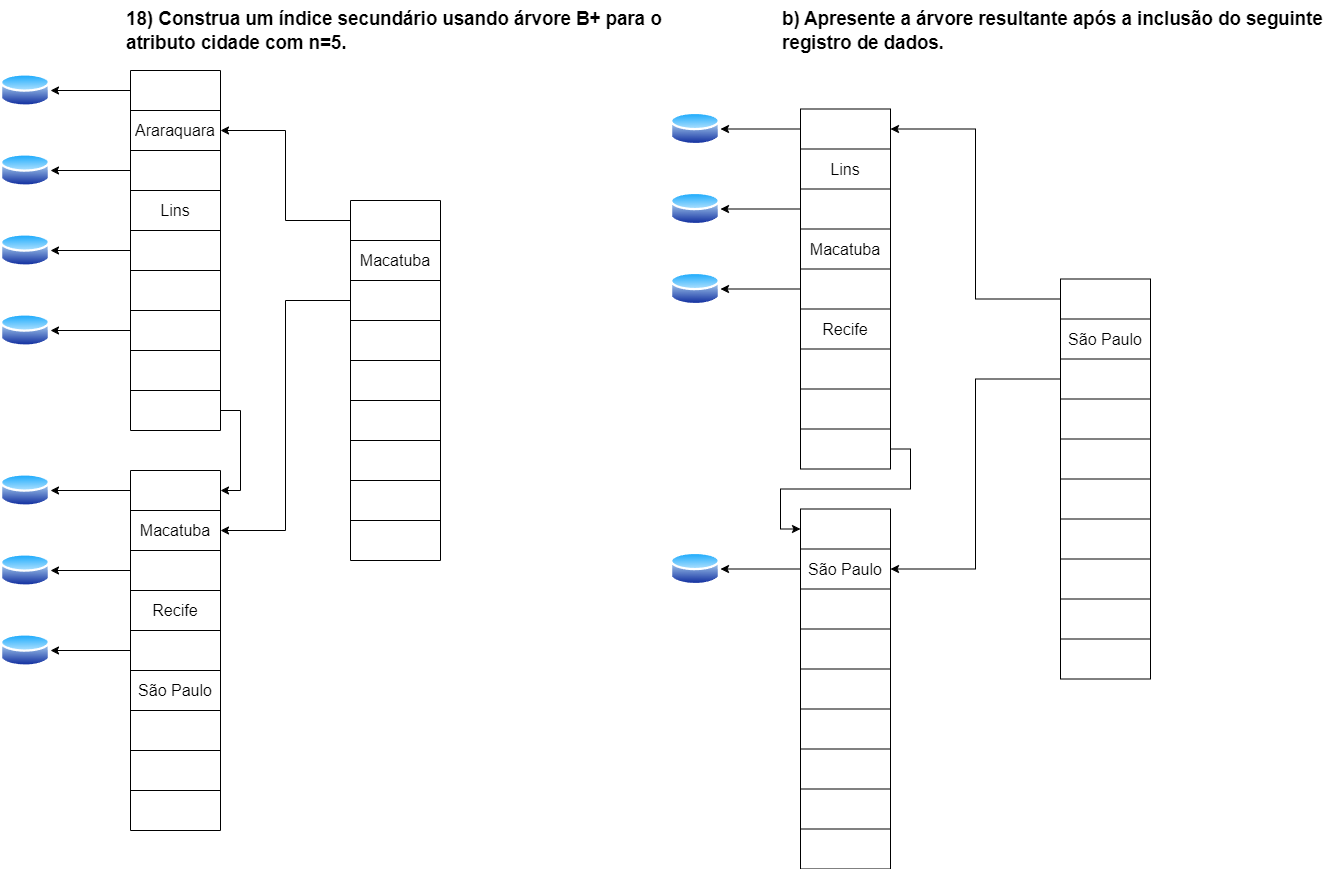 18) Construa um índice secundário usando árvore B+ para o
atributo cidade com n=5.
Araraquara
Lins
Macatuba
Macatuba
Recife
São Paulo
b) Apresente a árvore resultante após a inclusão do seguinte
registro de dados.
Lins
Macatuba
Recife
São Paulo
São Paulo